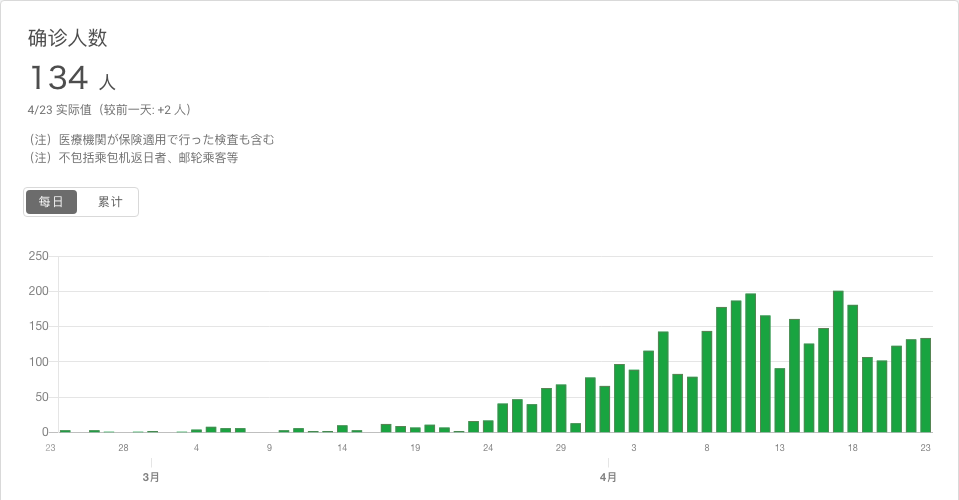 确诊人数
134 人
4/23 实际值（较前一天: +2 人）
（注）医療機関が保険適用で行った検査も含む
（注）不包括乘包机返日者、邮轮乘客等
每日 累计
250
200
150
100
50
0
23 28 4 9 14 19 24 29 3 8 13 18 23
3月 4月